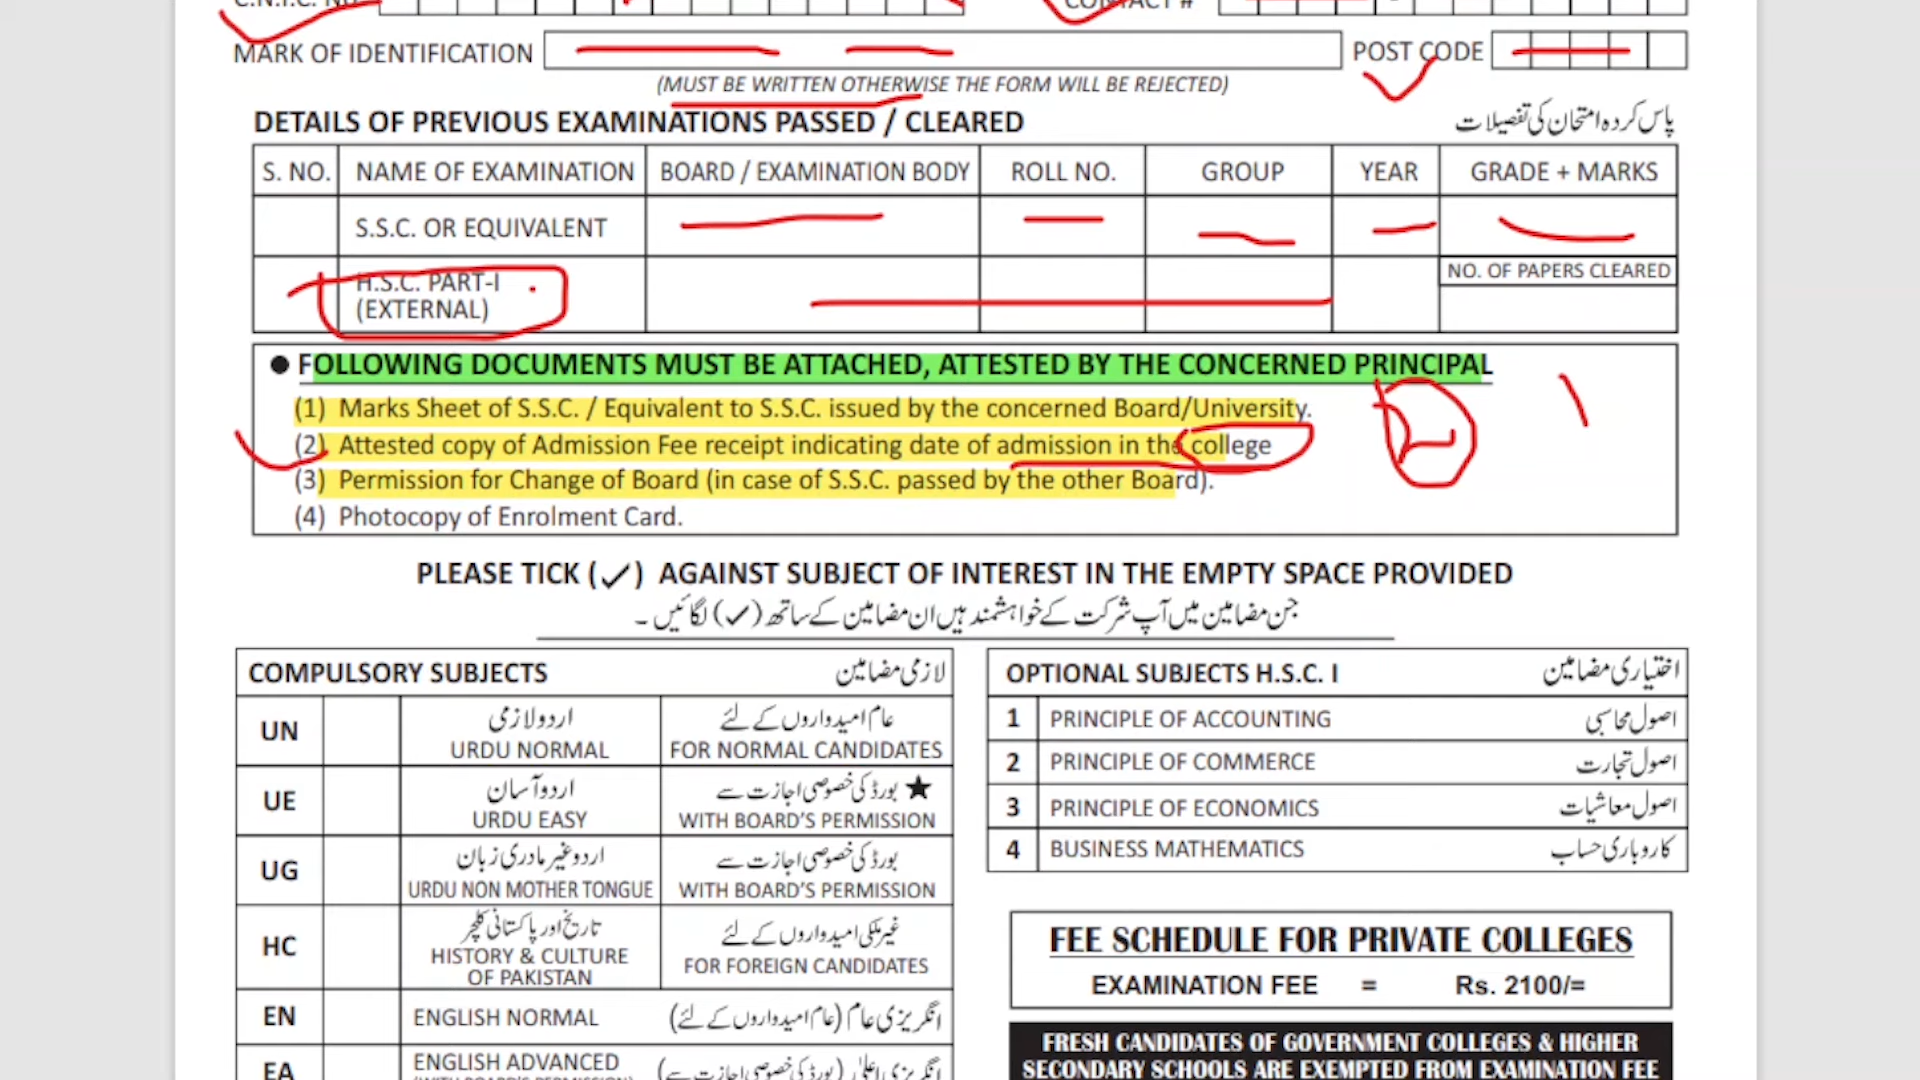 MARK OF IDENTIFICATION POST CODE
(MUST BE WRITTEN OTHERWISE THE FORM WILL BE REJECTED)
DETAILS OF PREVIOUS EXAMINATIONS PASSED / CLEARED پاس کردہ امتحان کی تفصیلات
S. NO. NAME OF EXAMINATION BOARD / EXAMINATION BODY ROLL NO. GROUP YEAR GRADE + MARKS
S.S.C. OR EQUIVALENT
H.S.C. PART-I NO. OF PAPERS CLEARED
(EXTERNAL)
● FOLLOWING DOCUMENTS MUST BE ATTACHED, ATTESTED BY THE CONCERNED PRINCIPAL
(1) Marks Sheet of S.S.C. / Equivalent to S.S.C. issued by the concerned Board/University.
(2) Attested copy of Admission Fee receipt indicating date of admission in the college
(3) Permission for Change of Board (in case of S.S.C. passed by the other Board).
(4) Photocopy of Enrolment Card.
PLEASE TICK (✓) AGAINST SUBJECT OF INTEREST IN THE EMPTY SPACE PROVIDED
جن مضامین میں آپ شرکت کے خواہشمند ہیں ان مضامین کے ساتھ (✓) لگائیں ۔
COMPULSORY SUBJECTS لازمی مضامین
UN اردو لازمی عام امیدواروں کے لئے
URDU NORMAL FOR NORMAL CANDIDATES
UE اردو آسان بورڈ کی خصوصی اجازت سے ★
URDU EASY WITH BOARD'S PERMISSION
UG اردو غیر مادری زبان بورڈ کی خصوصی اجازت سے
URDU NON MOTHER TONGUE WITH BOARD'S PERMISSION
HC تاریخ اور پاکستانی کلچر غیر ملکی امیدواروں کے لئے
HISTORY & CULTURE OF PAKISTAN FOR FOREIGN CANDIDATES
EN ENGLISH NORMAL انگریزی عام (عام امیدواروں کے لئے)
EA ENGLISH ADVANCED انگریزی اعلیٰ (بورڈ کی خصوصی اجازت سے)
OPTIONAL SUBJECTS H.S.C. I اختیاری مضامین
1 PRINCIPLE OF ACCOUNTING اصول محاسبی
2 PRINCIPLE OF COMMERCE اصول تجارت
3 PRINCIPLE OF ECONOMICS اصول معاشیات
4 BUSINESS MATHEMATICS کاروباری حساب
FEE SCHEDULE FOR PRIVATE COLLEGES
EXAMINATION FEE = Rs. 2100/=
FRESH CANDIDATES OF GOVERNMENT COLLEGES & HIGHER
SECONDARY SCHOOLS ARE EXEMPTED FROM EXAMINATION FEE